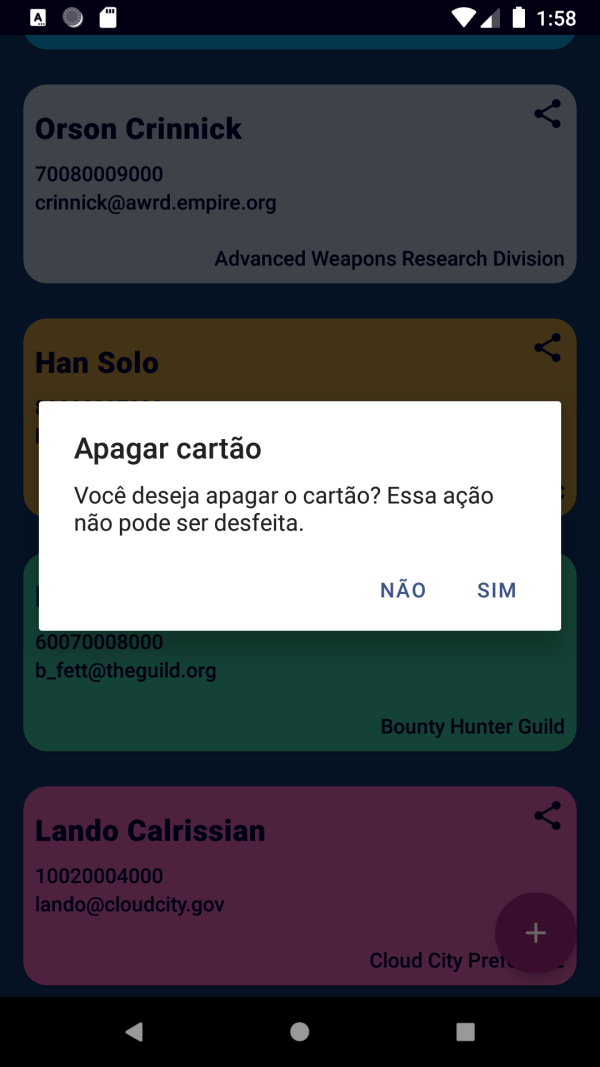 1:58
Orson Crinnick
70080009000
crinnick@awrd.empire.org
Advanced Weapons Research Division
Han Solo
Apagar cartão
Você deseja apagar o cartão? Essa ação
não pode ser desfeita.
NÃO SIM
60070008000
b_fett@theguild.org
Bounty Hunter Guild
Lando Calrissian
10020004000
lando@cloudcity.gov
Cloud City